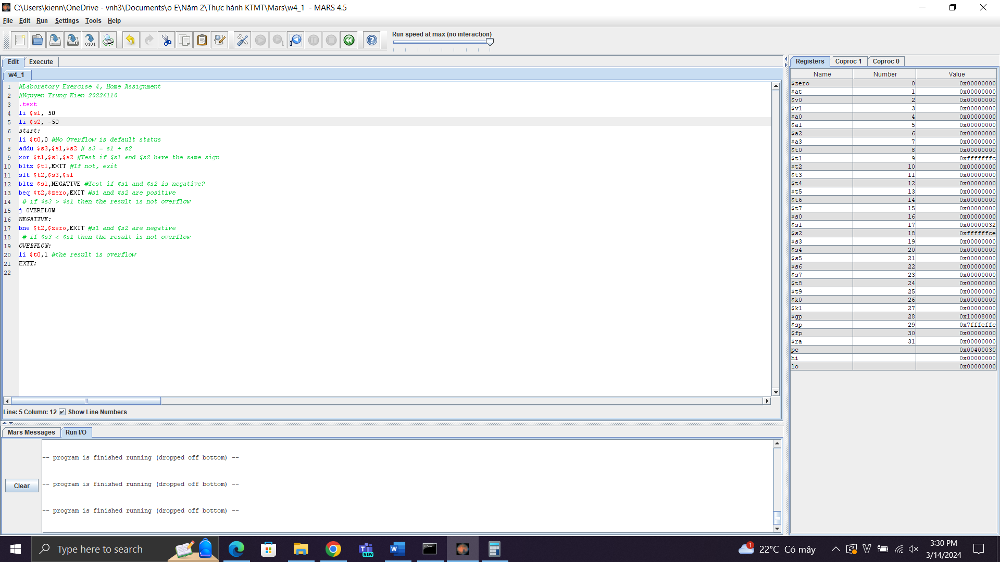 C:\Users\kienn\OneDrive - vnh3\Documents\o E\Năm 2\Thực hành KTMT\Mars\w4_1 - MARS 4.5
File Edit Run Settings Tools Help
Run speed at max (no interaction)
Edit Execute
w4_1
1 #Laboratory Exercise 4, Home Assignment
2 #Nguyen Trung Kien 20226110
3 .text
4 li $s1, 50
5 li $s2, -50
6 start:
7 li $t0,0 #No Overflow is default status
8 addu $s3,$s1,$s2 # s3 = s1 + s2
9 xor $t1,$s1,$s2 #Test if $s1 and $s2 have the same sign
10 bltz $t1,EXIT #If not, exit
11 slt $t2,$s3,$s1
12 bltz $s1,NEGATIVE #Test if $s1 and $s2 is negative?
13 beq $t2,$zero,EXIT #s1 and $s2 are positive
14 # if $s3 > $s1 then the result is not overflow
15 j OVERFLOW
16 NEGATIVE:
17 bne $t2,$zero,EXIT #s1 and $s2 are negative
18 # if $s3 < $s1 then the result is not overflow
19 OVERFLOW:
20 li $t0,1 #the result is overflow
21 EXIT:
22
Line: 5 Column: 12 Show Line Numbers
Mars Messages Run I/O
-- program is finished running (dropped off bottom) --
-- program is finished running (dropped off bottom) --
-- program is finished running (dropped off bottom) --
Clear
Registers Coproc 1 Coproc 0
Name Number Value
$zero 0 0x00000000
$at 1 0x00000000
$v0 2 0x00000000
$v1 3 0x00000000
$a0 4 0x00000000
$a1 5 0x00000000
$a2 6 0x00000000
$a3 7 0x00000000
$t0 8 0x00000000
$t1 9 0xfffffffc
$t2 10 0x00000000
$t3 11 0x00000000
$t4 12 0x00000000
$t5 13 0x00000000
$t6 14 0x00000000
$t7 15 0x00000000
$s0 16 0x00000000
$s1 17 0x00000032
$s2 18 0xffffffce
$s3 19 0x00000000
$s4 20 0x00000000
$s5 21 0x00000000
$s6 22 0x00000000
$s7 23 0x00000000
$t8 24 0x00000000
$t9 25 0x00000000
$k0 26 0x00000000
$k1 27 0x00000000
$gp 28 0x10008000
$sp 29 0x7fffeffc
$fp 30 0x00000000
$ra 31 0x00000000
pc 0x00400030
hi 0x00000000
lo 0x00000000
Type here to search
22°C Có mây
3:30 PM
3/14/2024